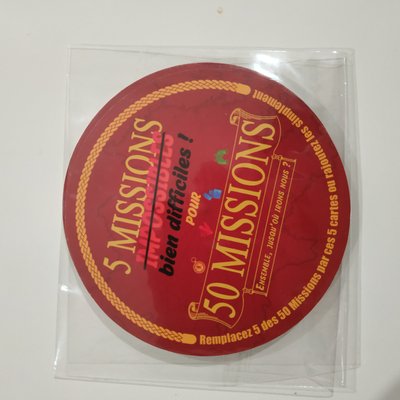 5 MISSIONS
impossibles
bien difficiles !
POUR
50 MISSIONS
ENSEMBLE, JUSQU'OÙ IRONS NOUS ?
Remplacez 5 des 50 Missions par ces 5 cartes ou rajoutez les simplement